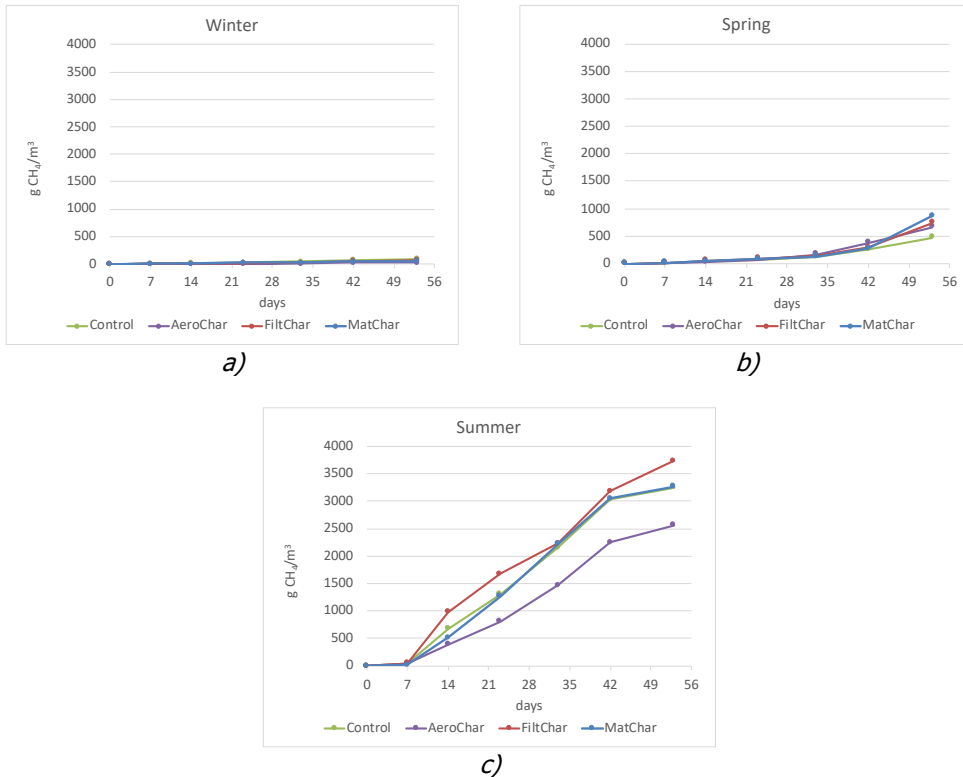 Winter
4000
3500
3000
2500
2000
1500
1000
500
0
g CH₄/m³
0 7 14 21 28 35 42 49 56
days
Control AeroChar FiltChar MatChar
a)
Spring
4000
3500
3000
2500
2000
1500
1000
500
0
g CH₄/m³
0 7 14 21 28 35 42 49 56
days
Control AeroChar FiltChar MatChar
b)
Summer
4000
3500
3000
2500
2000
1500
1000
500
0
g CH₄/m³
0 7 14 21 28 35 42 49 56
days
Control AeroChar FiltChar MatChar
c)